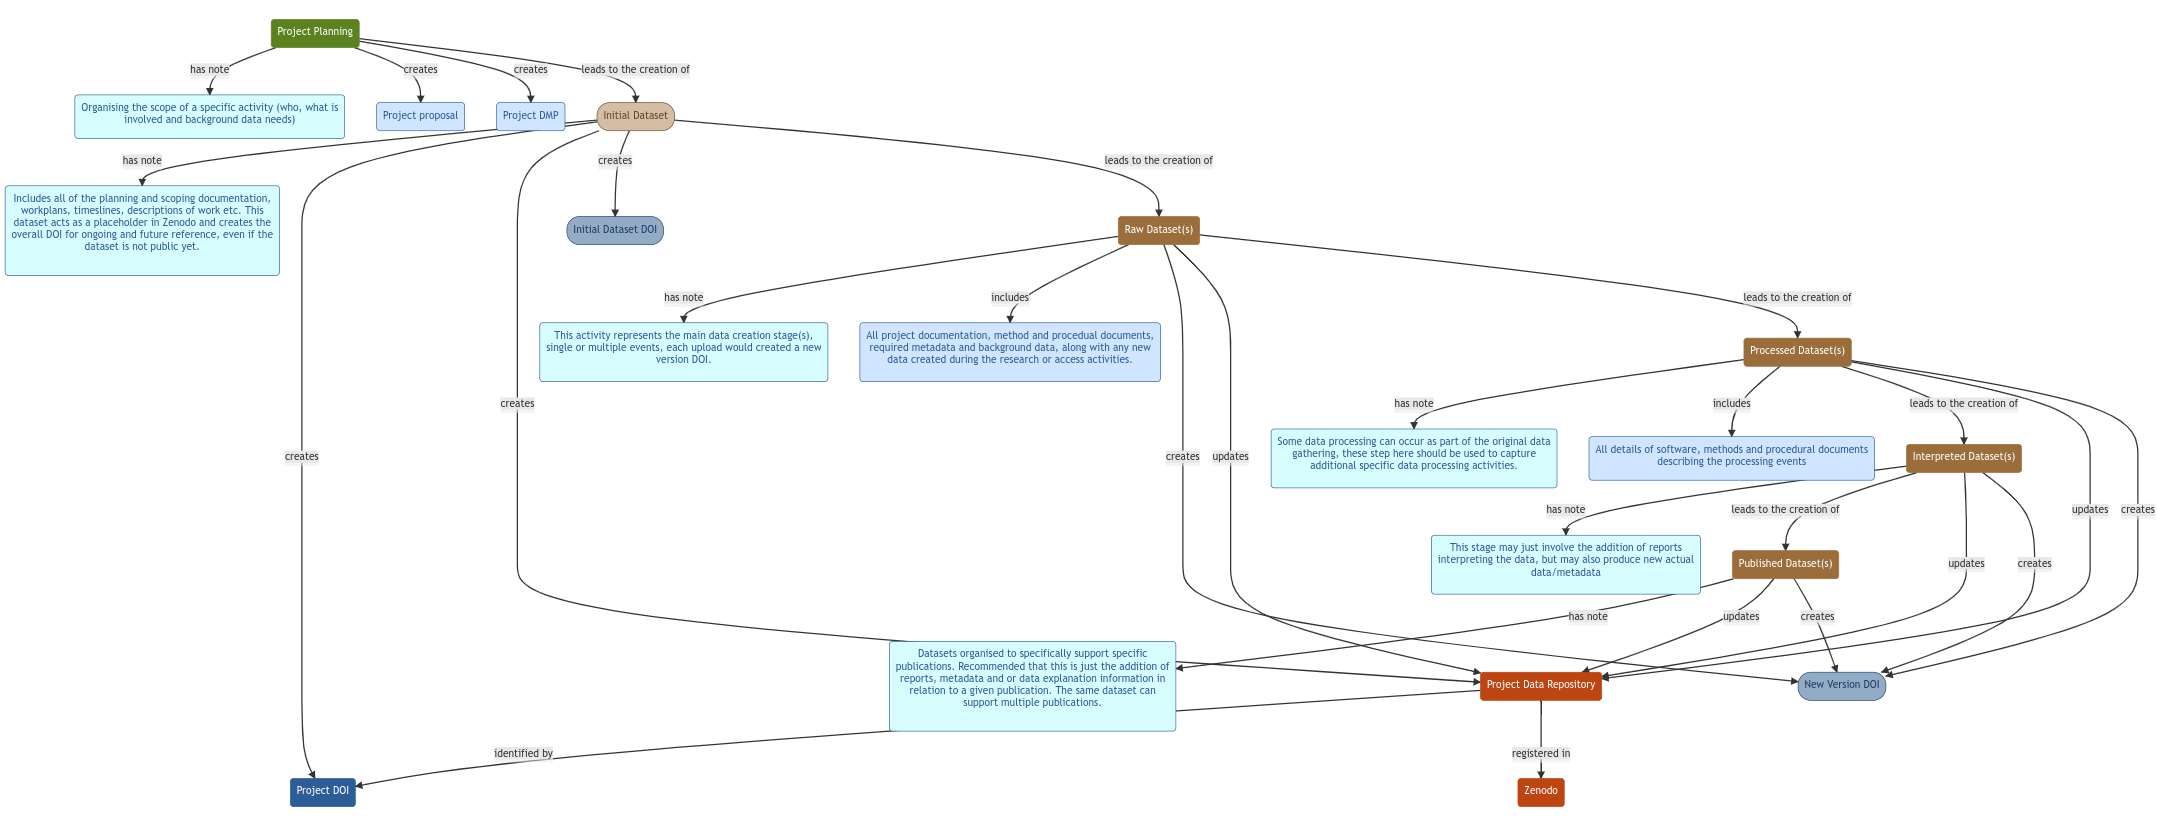 Project Planning
has note
creates
creates
leads to the creation of
Organising the scope of a specific activity (who, what is
involved and background data needs)
Project proposal
Project DMP
Initial Dataset
has note
creates
leads to the creation of
Includes all of the planning and scoping documentation,
workplans, timeslines, descriptions of work etc. This
dataset acts as a placeholder in Zenodo and creates the
overall DOI for ongoing and future reference, even if the
dataset is not public yet.
Initial Dataset DOI
Raw Dataset(s)
has note
includes
leads to the creation of
This activity represents the main data creation stage(s),
single or multiple events, each upload would created a new
version DOI.
All project documentation, method and procedual documents,
required metadata and background data, along with any new
data created during the research or access activities.
Processed Dataset(s)
creates
has note
includes
leads to the creation of
Some data processing can occur as part of the original data
gathering, these step here should be used to capture
additional specific data processing activities.
All details of software, methods and procedural documents
describing the processing events
Interpreted Dataset(s)
creates
creates
updates
has note
leads to the creation of
updates
creates
This stage may just involve the addition of reports
interpreting the data, but may also produce new actual
data/metadata
Published Dataset(s)
updates
creates
has note
updates
creates
Datasets organised to specifically support specific
publications. Recommended that this is just the addition of
reports, metadata and or data explanation information in
relation to a given publication. The same dataset can
support multiple publications.
Project Data Repository
New Version DOI
identified by
registered in
Project DOI
Zenodo